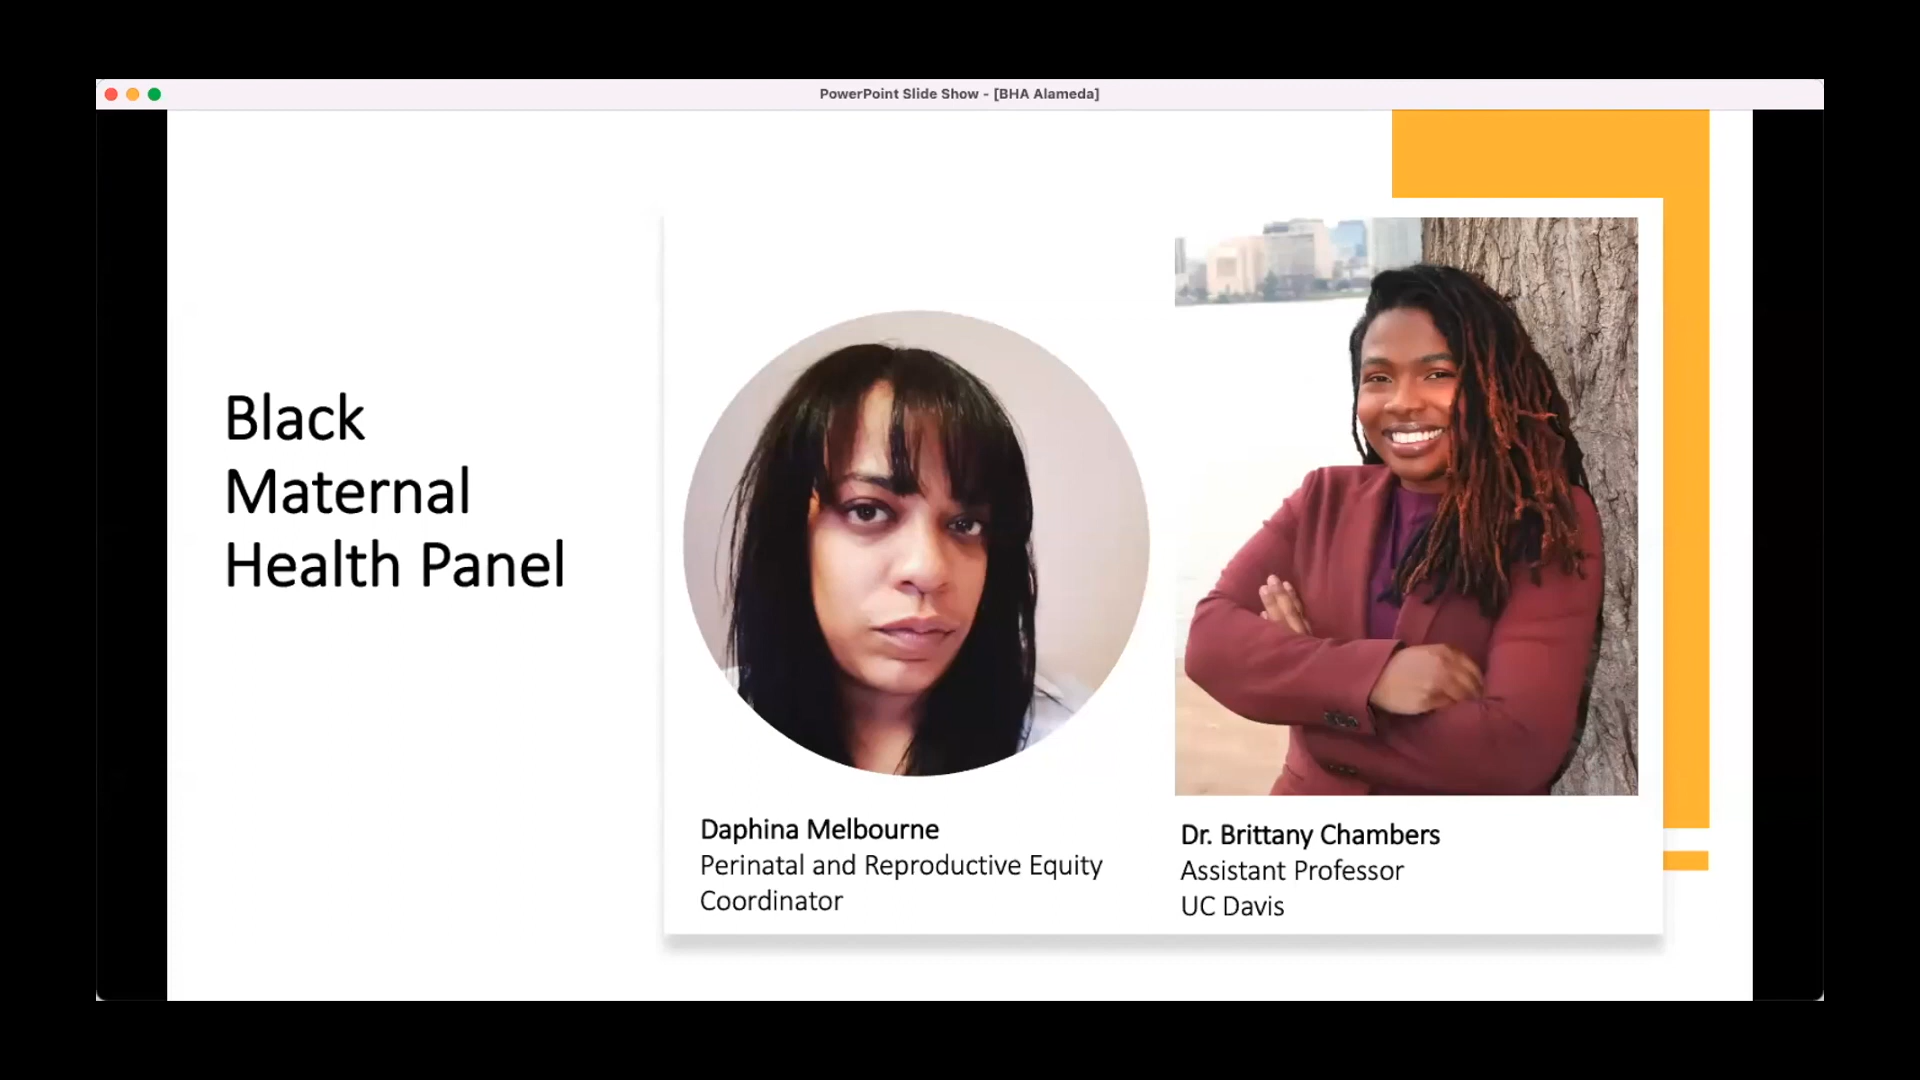 PowerPoint Slide Show - [BHA Alameda]
Black
Maternal
Health Panel
Daphina Melbourne
Perinatal and Reproductive Equity
Coordinator
Dr. Brittany Chambers
Assistant Professor
UC Davis